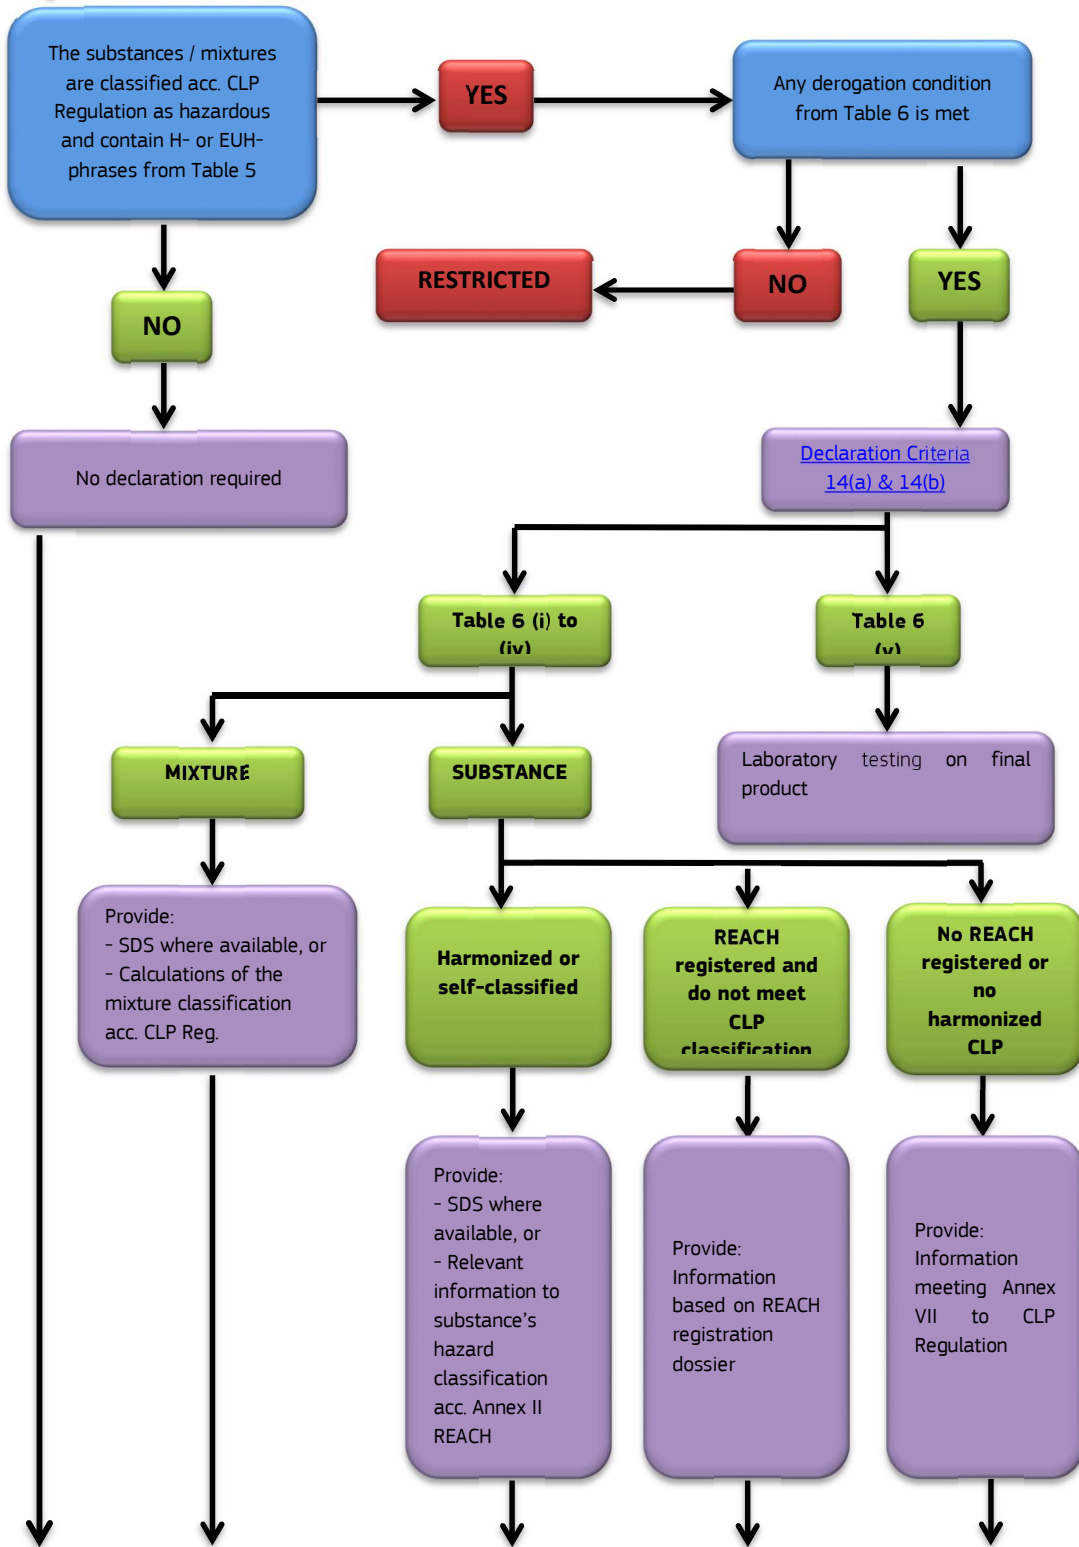 The substances / mixtures
are classified acc. CLP
Regulation as hazardous
and contain H- or EUH-
phrases from Table 5
YES
Any derogation condition
from Table 6 is met
RESTRICTED
NO
YES
NO
No declaration required
Declaration Criteria
14(a) & 14(b)
Table 6 (i) to
(iv)
Table 6
(v)
MIXTURE
SUBSTANCE
Laboratory testing on final
product
Provide:
- SDS where available, or
- Calculations of the
mixture classification
acc. CLP Reg.
Harmonized or
self-classified
REACH
registered and
do not meet
CLP
classification
No REACH
registered or
no
harmonized
CLP
Provide:
- SDS where
available, or
- Relevant
information to
substance's
hazard
classification
acc. Annex II
REACH
Provide:
Information
based on REACH
registration
dossier
Provide:
Information
meeting Annex
VII to CLP
Regulation